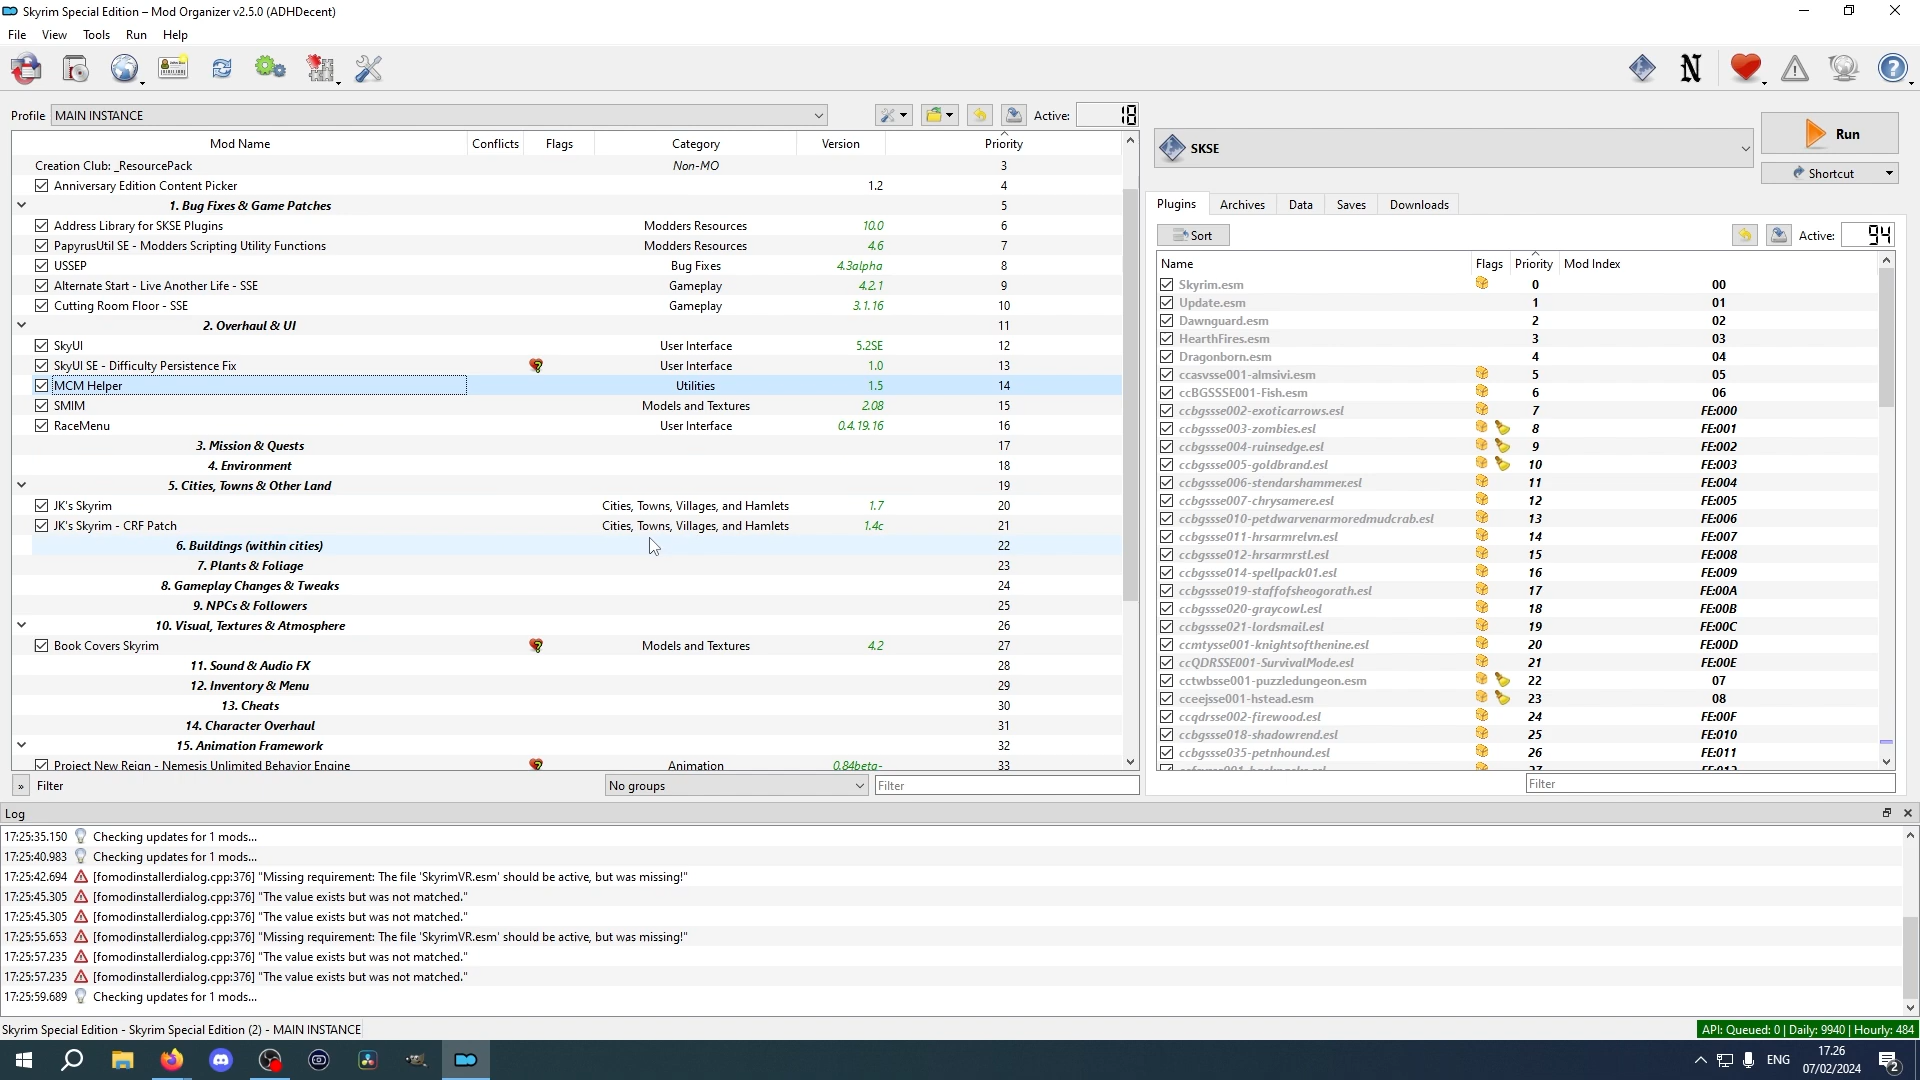 Skyrim Special Edition – Mod Organizer v2.5.0 (ADHDecent)
File View Tools Run Help
Profile MAIN INSTANCE Active: 18
Mod Name Conflicts Flags Category Version Priority
Creation Club: _ResourcePack Non-MO 3
Anniversary Edition Content Picker 1.2 4
1. Bug Fixes & Game Patches 5
Address Library for SKSE Plugins Modders Resources 10.0 6
PapyrusUtil SE - Modders Scripting Utility Functions Modders Resources 4.6 7
USSEP Bug Fixes 4.3alpha 8
Alternate Start - Live Another Life - SSE Gameplay 4.2.1 9
Cutting Room Floor - SSE Gameplay 3.1.16 10
2. Overhaul & UI 11
SkyUI User Interface 5.2SE 12
SkyUI SE - Difficulty Persistence Fix User Interface 1.0 13
MCM Helper Utilities 1.5 14
SMIM Models and Textures 2.08 15
RaceMenu User Interface 0.4.19.16 16
3. Mission & Quests 17
4. Environment 18
5. Cities, Towns & Other Land 19
JK's Skyrim Cities, Towns, Villages, and Hamlets 1.7 20
JK's Skyrim - CRF Patch Cities, Towns, Villages, and Hamlets 1.4c 21
6. Buildings (within cities) 22
7. Plants & Foliage 23
8. Gameplay Changes & Tweaks 24
9. NPCs & Followers 25
10. Visual, Textures & Atmosphere 26
Book Covers Skyrim Models and Textures 4.2 27
11. Sound & Audio FX 28
12. Inventory & Menu 29
13. Cheats 30
14. Character Overhaul 31
15. Animation Framework 32
Project New Reign - Nemesis Unlimited Behavior Engine Animation 0.84beta- 33
» Filter No groups Filter
SKSE
Run
Shortcut
Plugins Archives Data Saves Downloads
Sort Active: 94
Name Flags Priority Mod Index
Skyrim.esm 0 00
Update.esm 1 01
Dawnguard.esm 2 02
HearthFires.esm 3 03
Dragonborn.esm 4 04
ccasvsse001-almsivi.esm 5 05
ccBGSSSE001-Fish.esm 6 06
ccbgssse002-exoticarrows.esl 7 FE:000
ccbgssse003-zombies.esl 8 FE:001
ccbgssse004-ruinsedge.esl 9 FE:002
ccbgssse005-goldbrand.esl 10 FE:003
ccbgssse006-stendarshammer.esl 11 FE:004
ccbgssse007-chrysamere.esl 12 FE:005
ccbgssse010-petdwarvenarmoredmudcrab.esl 13 FE:006
ccbgssse011-hrsarmrelvn.esl 14 FE:007
ccbgssse012-hrsarmrstl.esl 15 FE:008
ccbgssse014-spellpack01.esl 16 FE:009
ccbgssse019-staffofsheogorath.esl 17 FE:00A
ccbgssse020-graycowl.esl 18 FE:00B
ccbgssse021-lordsmail.esl 19 FE:00C
ccmtysse001-knightsofthenine.esl 20 FE:00D
ccQDRSSE001-SurvivalMode.esl 21 FE:00E
cctwbsse001-puzzledungeon.esm 22 07
cceejsse001-hstead.esm 23 08
ccqdrsse002-firewood.esl 24 FE:00F
ccbgssse018-shadowrend.esl 25 FE:010
ccbgssse035-petnhound.esl 26 FE:011
Filter
Log
17:25:35.150 Checking updates for 1 mods...
17:25:40.983 Checking updates for 1 mods...
17:25:42.694 [fomodinstallerdialog.cpp:376] "Missing requirement: The file 'SkyrimVR.esm' should be active, but was missing!"
17:25:45.305 [fomodinstallerdialog.cpp:376] "The value exists but was not matched."
17:25:45.305 [fomodinstallerdialog.cpp:376] "The value exists but was not matched."
17:25:55.653 [fomodinstallerdialog.cpp:376] "Missing requirement: The file 'SkyrimVR.esm' should be active, but was missing!"
17:25:57.235 [fomodinstallerdialog.cpp:376] "The value exists but was not matched."
17:25:57.235 [fomodinstallerdialog.cpp:376] "The value exists but was not matched."
17:25:59.689 Checking updates for 1 mods...
Skyrim Special Edition - Skyrim Special Edition (2) - MAIN INSTANCE API: Queued: 0 | Daily: 9940 | Hourly: 484
ENG 17.26
07/02/2024 2